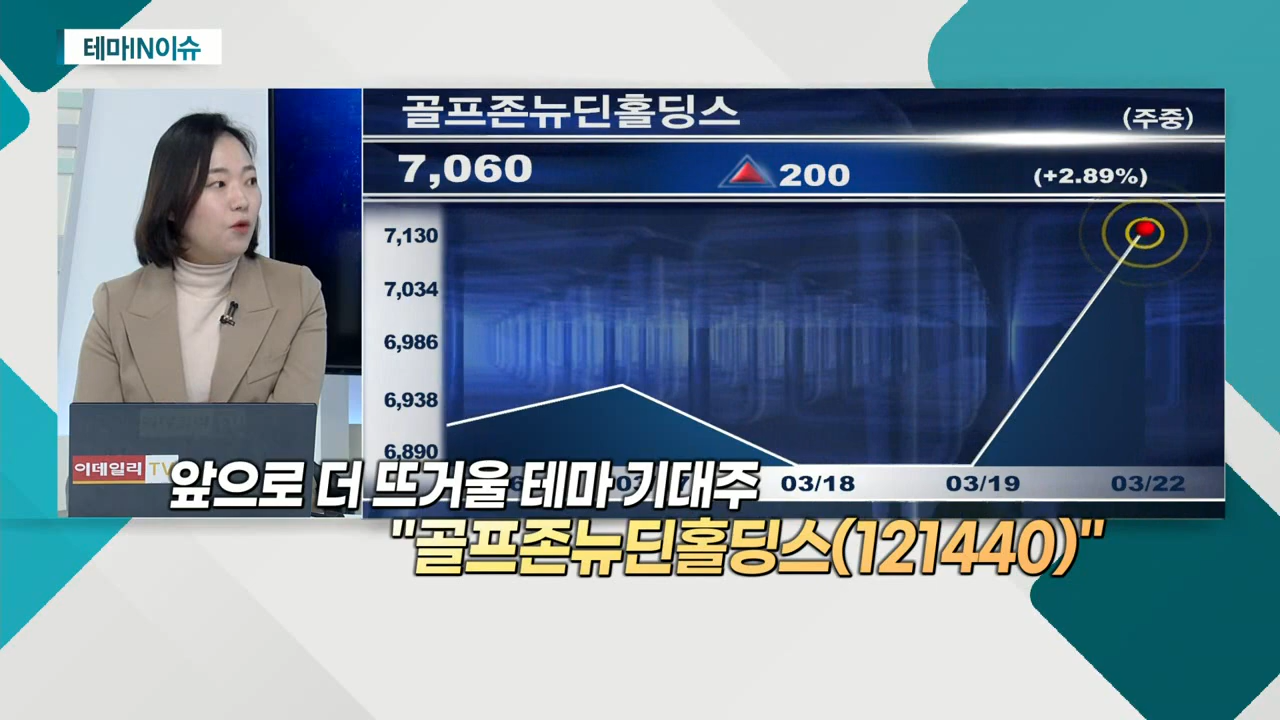 테마IN이슈
골프존뉴딘홀딩스 (주중)
7,060 200 (+2.89%)
7,130
7,034
6,986
6,938
6,890
03/18 03/19 03/22
이데일리 TV
앞으로 더 뜨거울 테마 기대주
"골프존뉴딘홀딩스(121440)"